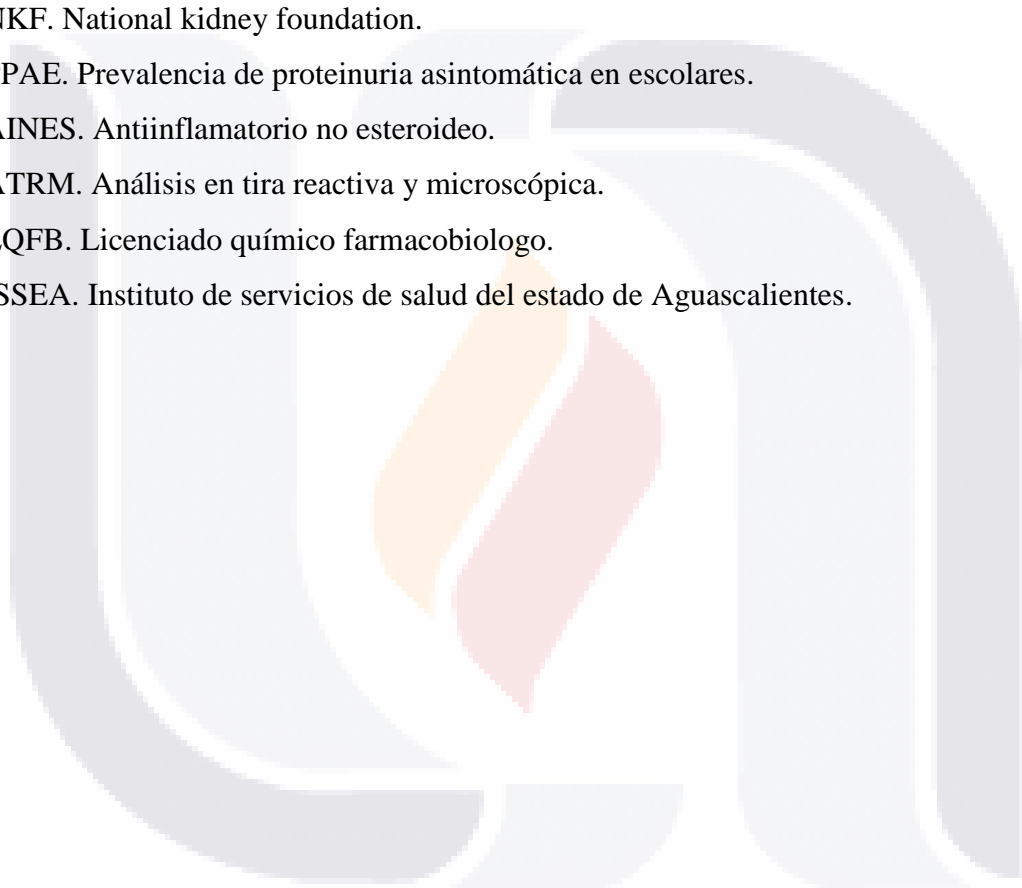 NKF. National kidney foundation.
PPAE. Prevalencia de proteinuria asintomática en escolares.
AINES. Antiinflamatorio no esteroideo.
ATRM. Análisis en tira reactiva y microscópica.
LQFB. Licenciado químico farmacobiologo.
ISSEA. Instituto de servicios de salud del estado de Aguascalientes.